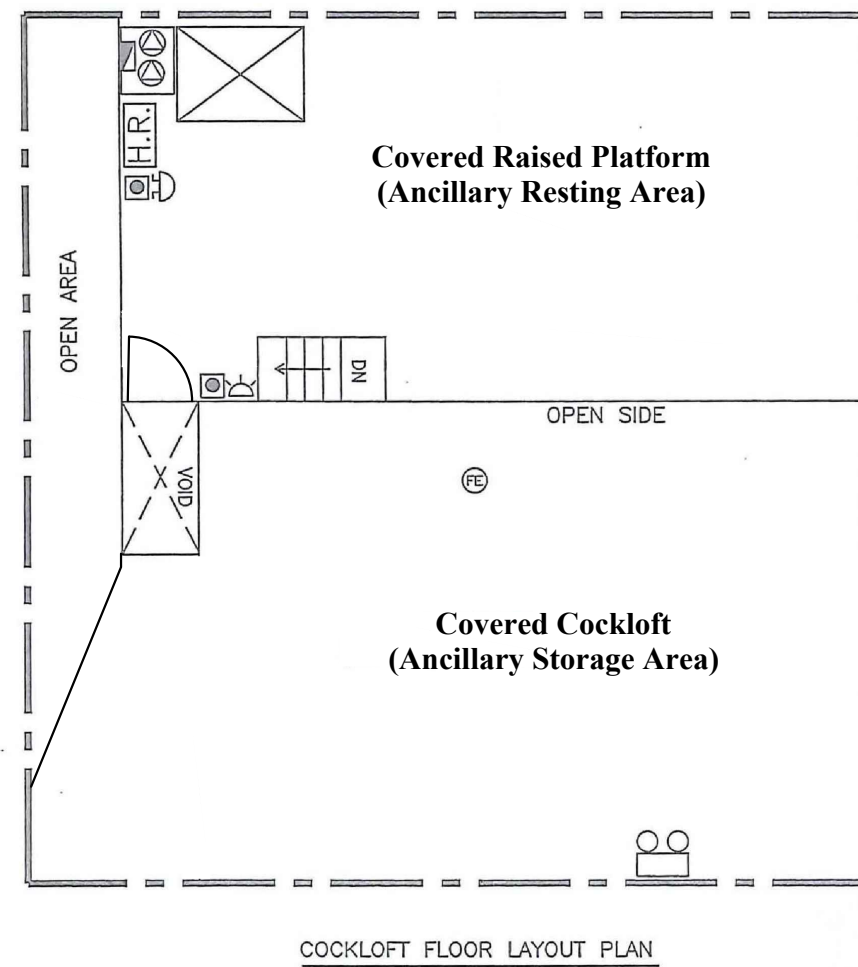 H.R.
Covered Raised Platform
(Ancillary Resting Area)
OPEN AREA
DN
OPEN SIDE
VOID
FE
Covered Cockloft
(Ancillary Storage Area)
COCKLOFT FLOOR LAYOUT PLAN